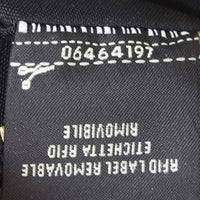 06464197
RFID LABEL REMOVABLE
ETICHETTA RFID
RIMOVIBILE